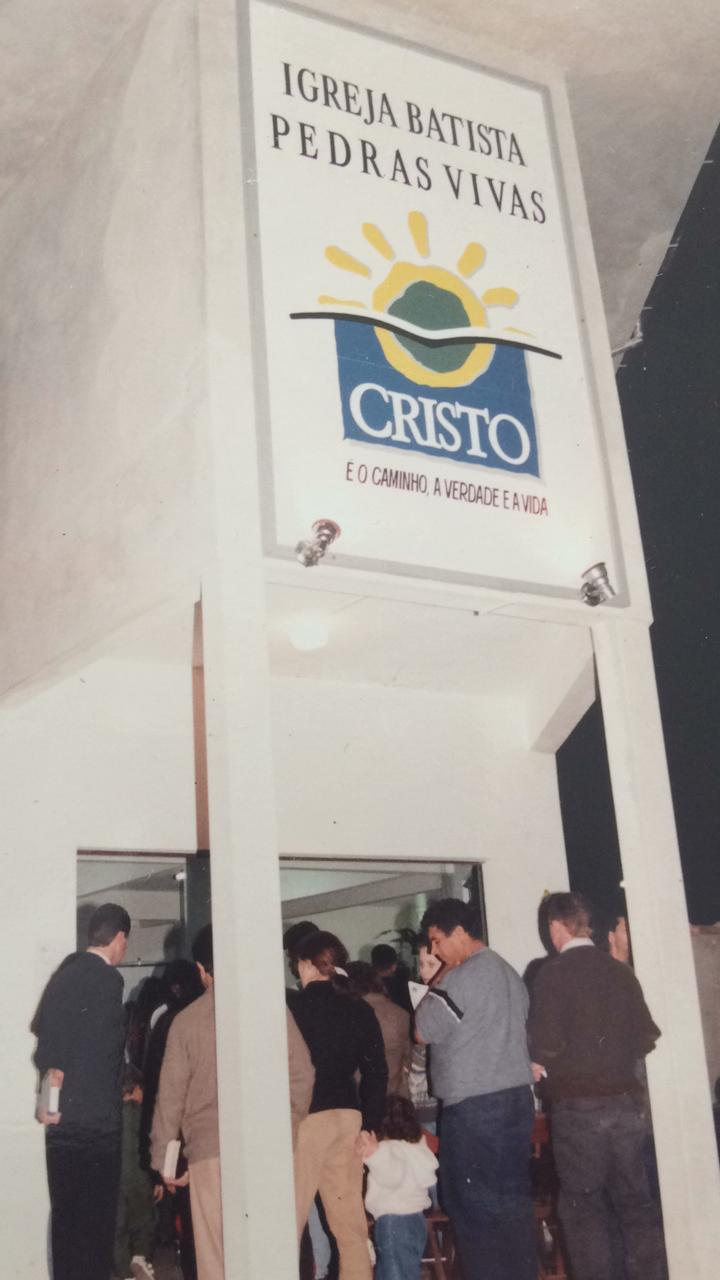 IGREJA BATISTA
PEDRAS VIVAS
CRISTO
É O CAMINHO, A VERDADE E A VIDA